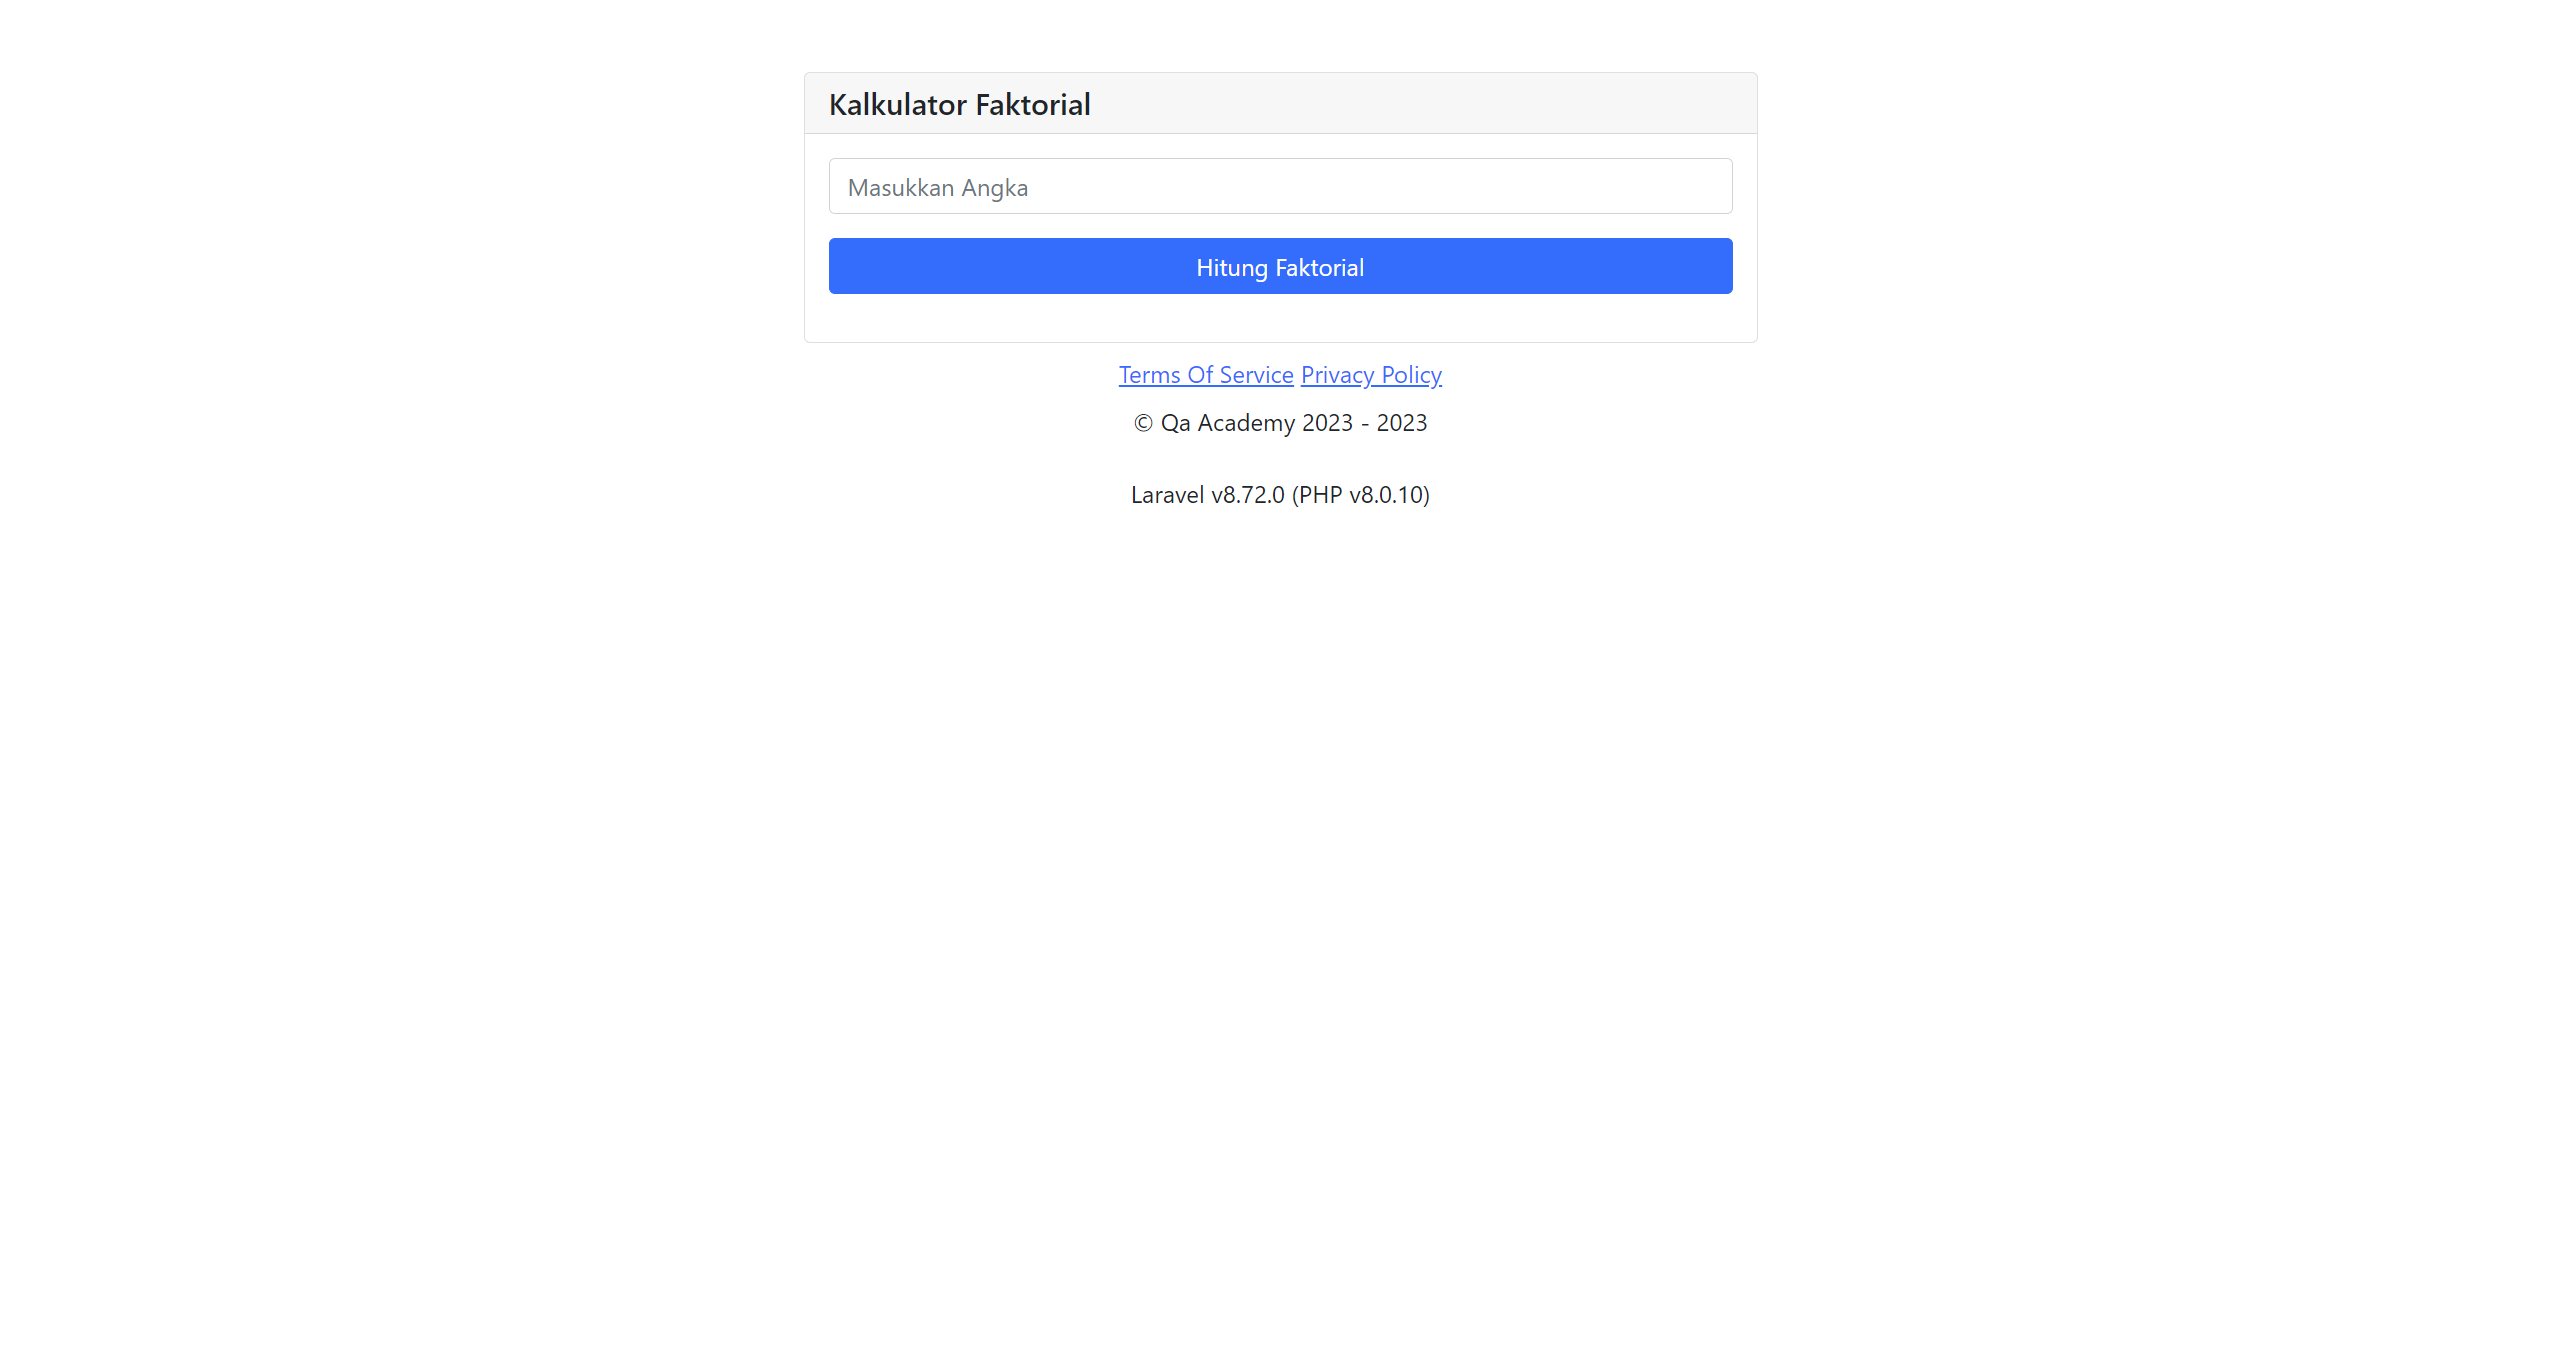 Kalkulator Faktorial
Masukkan Angka
Hitung Faktorial
Terms Of Service Privacy Policy
© Qa Academy 2023 - 2023
Laravel v8.72.0 (PHP v8.0.10)